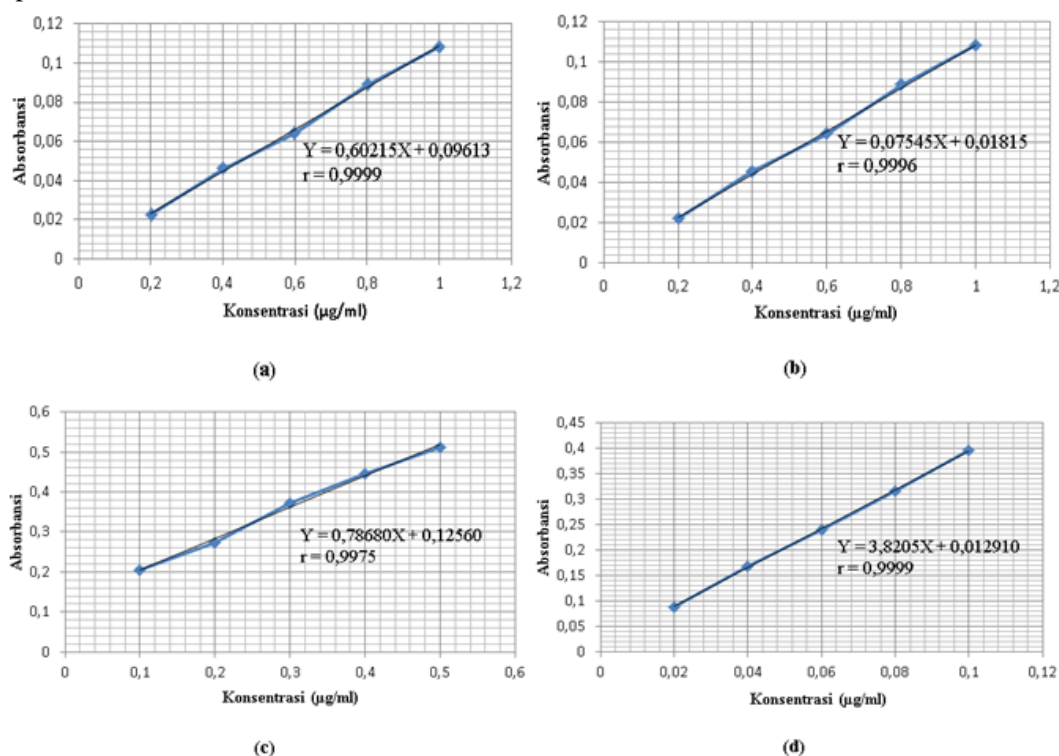 0,12
0,1
0,08
0,06
0,04
0,02
0
Absorbansi
Y = 0,60215X + 0,09613
r = 0,9999
0 0,2 0,4 0,6 0,8 1 1,2
Konsentrasi (µg/ml)
(a)
0,12
0,1
0,08
0,06
0,04
0,02
0
Absorbansi
Y = 0,07545X + 0,01815
r = 0,9996
0 0,2 0,4 0,6 0,8 1 1,2
Konsentrasi (µg/ml)
(b)
0,6
0,5
0,4
0,3
0,2
0,1
0
Absorbansi
Y = 0,78680X + 0,12560
r = 0,9975
0 0,1 0,2 0,3 0,4 0,5 0,6
Konsentrasi (µg/ml)
(c)
0,45
0,4
0,35
0,3
0,25
0,2
0,15
0,1
0,05
0
Absorbansi
Y = 3,8205X + 0,012910
r = 0,9999
0 0,02 0,04 0,06 0,08 0,1 0,12
Konsentrasi (µg/ml)
(d)